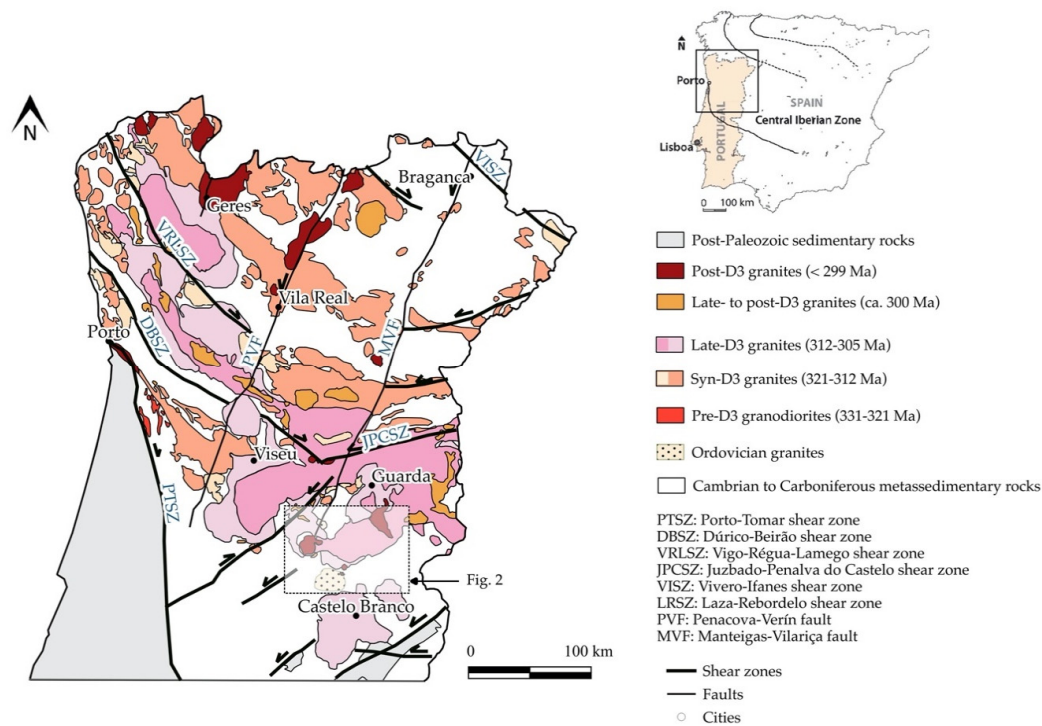 N
Braganca
VISZ
Geres
VRLSZ
Vila Real
Porto
DBSZ
PVF
MVF
JPCSZ
Viseu
Guarda
PTSZ
Fig. 2
Castelo Branco
0 100 km
N
Porto
SPAIN
Central Iberian Zone
PORTUGAL
Lisboa
0 100 km
Post-Paleozoic sedimentary rocks
Post-D3 granites (< 299 Ma)
Late- to post-D3 granites (ca. 300 Ma)
Late-D3 granites (312-305 Ma)
Syn-D3 granites (321-312 Ma)
Pre-D3 granodiorites (331-321 Ma)
Ordovician granites
Cambrian to Carboniferous metassedimentary rocks
PTSZ: Porto-Tomar shear zone
DBSZ: Dúrico-Beirão shear zone
VRLSZ: Vigo-Régua-Lamego shear zone
JPCSZ: Juzbado-Penalva do Castelo shear zone
VISZ: Vivero-Ifanes shear zone
LRSZ: Laza-Rebordelo shear zone
PVF: Penacova-Verín fault
MVF: Manteigas-Vilariça fault
Shear zones
Faults
Cities